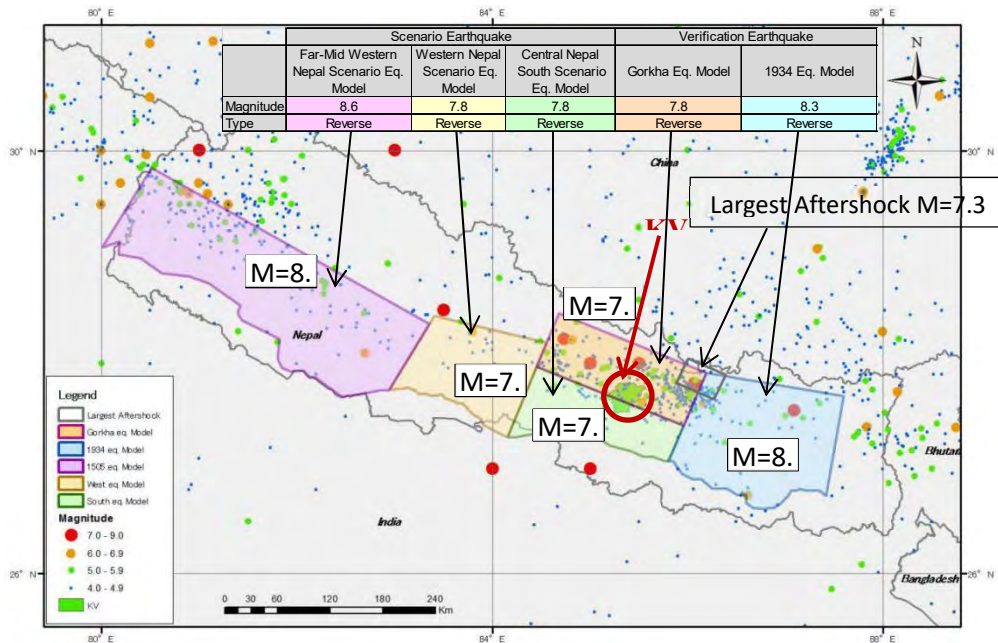 80° E
84° E
88° E
Scenario Earthquake
Verification Earthquake
Far-Mid Western Nepal Scenario Eq. Model
Western Nepal Scenario Eq. Model
Central Nepal South Scenario Eq. Model
Gorkha Eq. Model
1934 Eq. Model
Magnitude 8.6 7.8 7.8 7.8 8.3
Type Reverse Reverse Reverse Reverse Reverse
N
30° N
30° N
China
Largest Aftershock M=7.3
KV
M=8.
M=7.
Nepal
M=7.
M=7.
M=8.
Legend
Largest Aftershock
Gorkha eq. Model
1934 eq. Model
1505 eq. Model
West eq. Model
South eq. Model
Magnitude
7.0 - 9.0
6.0 - 6.9
5.0 - 5.9
4.0 - 4.9
KV
India
Bhutan
Bangladesh
26° N
26° N
0 15 30 60 90 120 180 240
Km
80° E
84° E
88° E